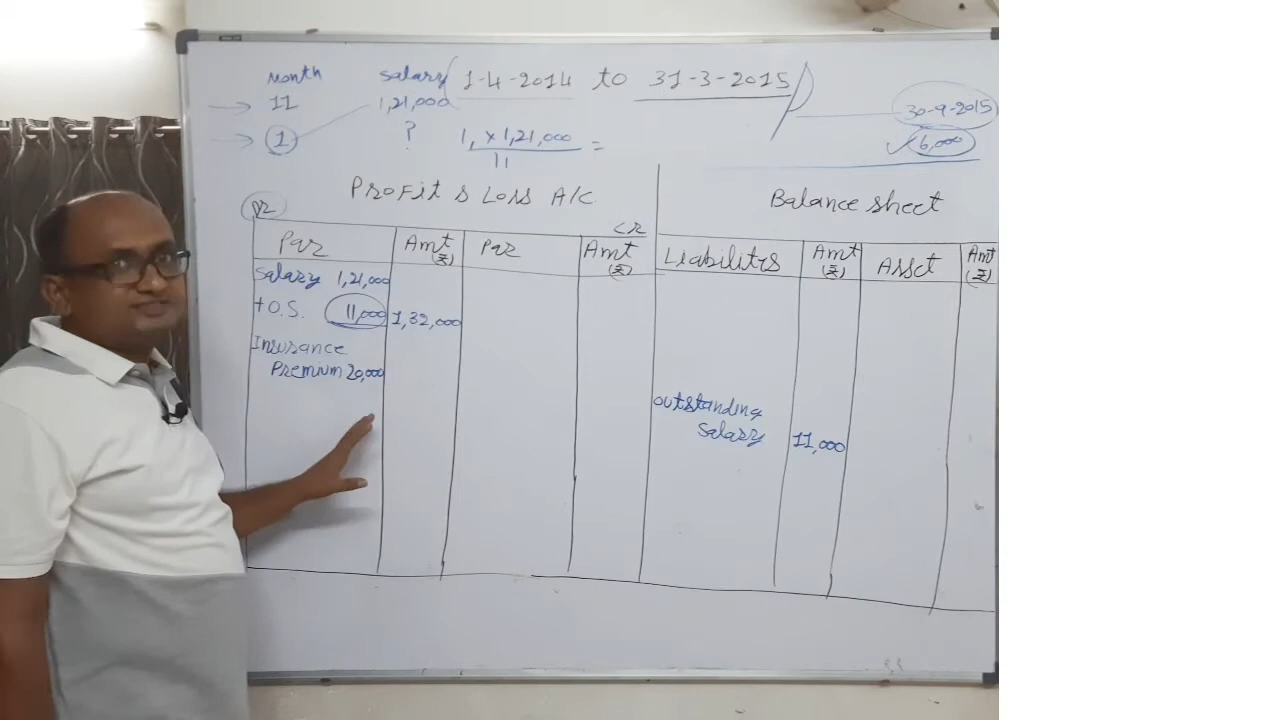 Month salary ( 1-4-2014 to 31-3-2015 )
11 1,21,000 30-9-2015
1 ? 1 × 1,21,000 = 6,000
11
Profit & Loss A/C Balance sheet
Dr Cr
Par Amt (₹) Par Amt (₹) Liabilities Amt (₹) Asset Amt (₹)
Salary 1,21,000
+ O.S. 11,000 1,32,000
Insurance
Premium 20,000
outstanding
Salary 11,000